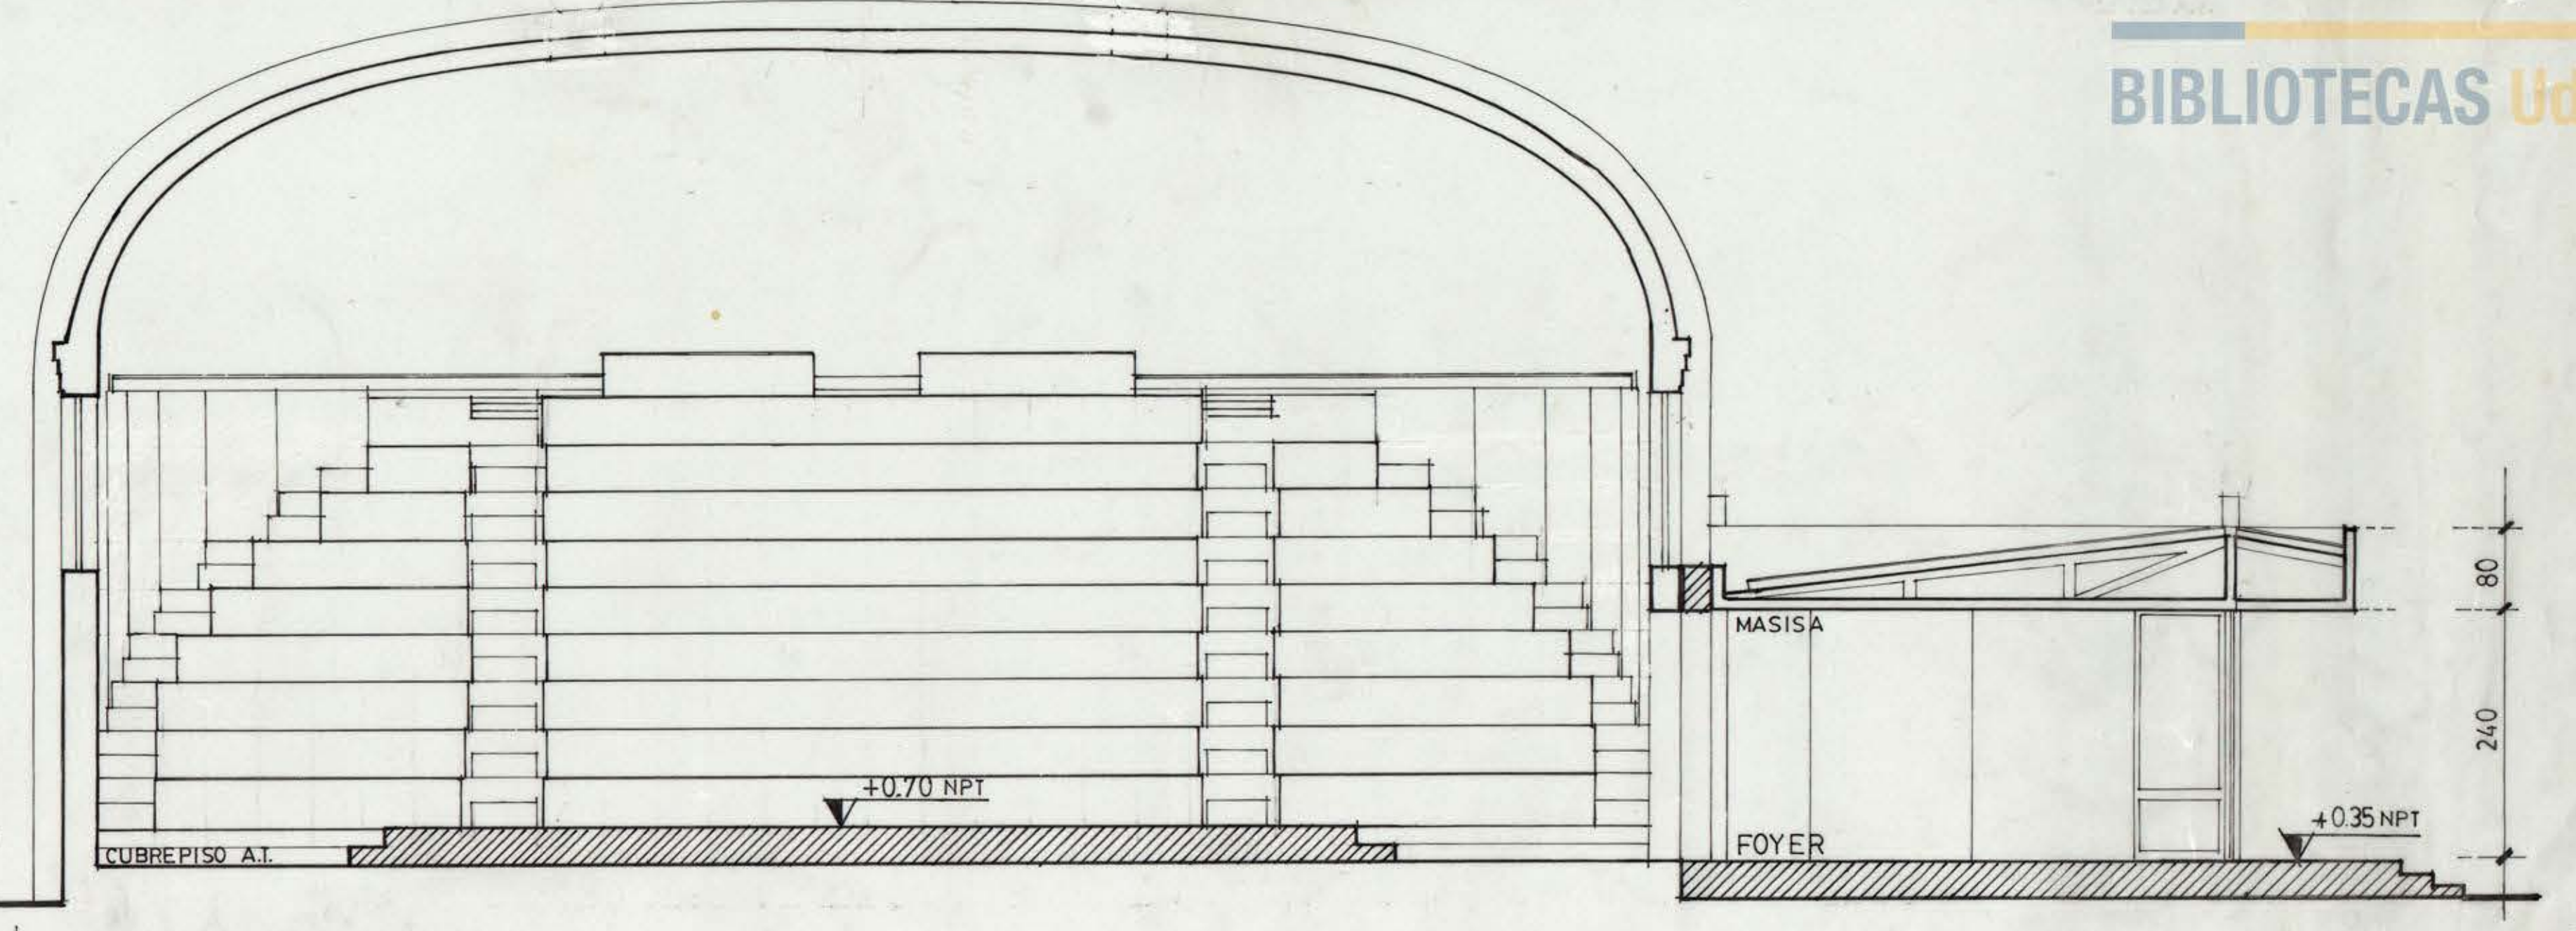 BIBLIOTECAS Ud
80
MASISA
240
+0.70 NPT
+0.35 NPT
FOYER
CUBREPISO A.T.